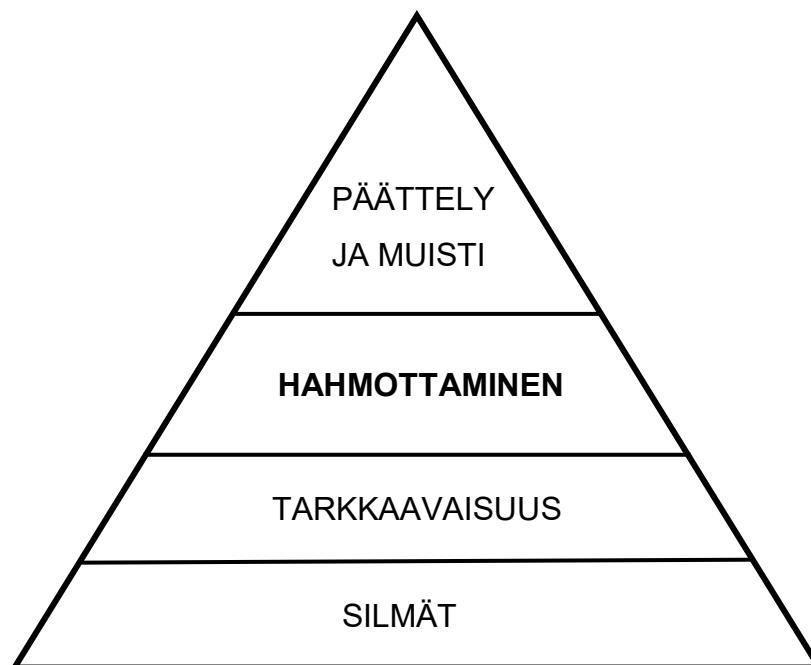 PÄÄTTELY
JA MUISTI
HAHMOTTAMINEN
TARKKAAVAISUUS
SILMÄT